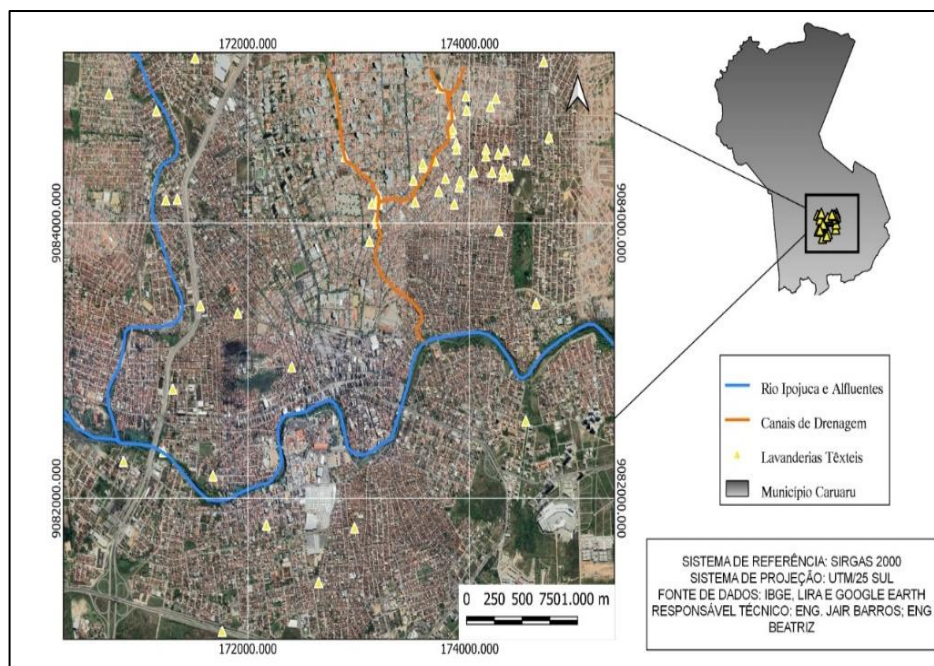 172000.000
174000.000
9084000.000
9084000.000
Rio Ipojuca e Alfluentes
Canais de Drenagem
Lavanderias Têxteis
Município Caruaru
9082000.000
9082000.000
SISTEMA DE REFERÊNCIA: SIRGAS 2000
SISTEMA DE PROJEÇÃO: UTM/25 SUL
FONTE DE DADOS: IBGE, LIRA E GOOGLE EARTH
RESPONSÁVEL TÉCNICO: ENG. JAIR BARROS; ENG
BEATRIZ
0 250 500 7501.000 m
172000.000
174000.000